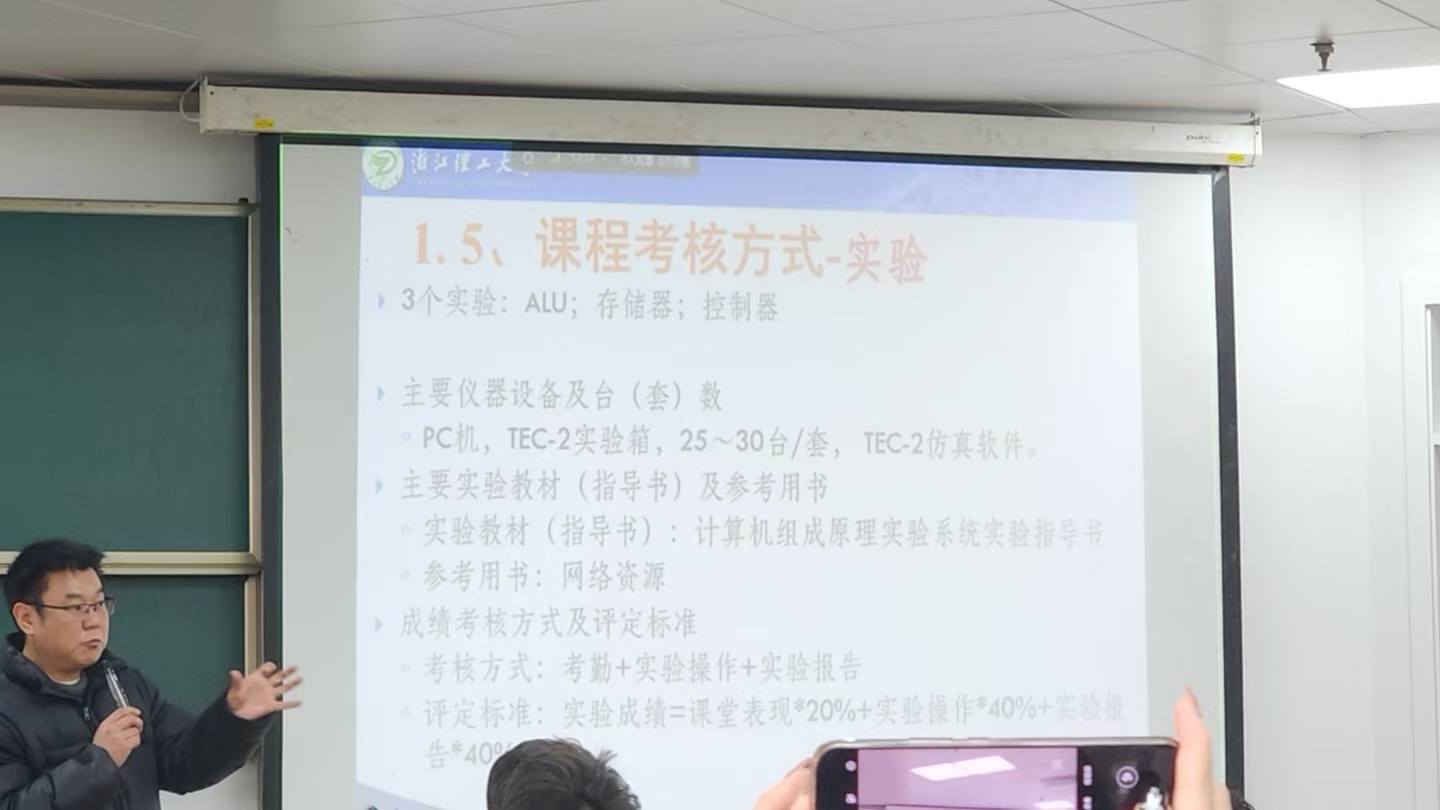 浙江理工大
1.5、课程考核方式-实验
3个实验：ALU；存储器；控制器
主要仪器设备及台（套）数
PC机，TEC-2实验箱，25～30台/套， TEC-2仿真软件。
主要实验教材（指导书）及参考用书
实验教材（指导书）：计算机组成原理实验系统实验指导书
参考用书：网络资源
成绩考核方式及评定标准
考核方式：考勤+实验操作+实验报告
评定标准：实验成绩=课堂表现*20%+实验操作*40%+实验报
告*40%